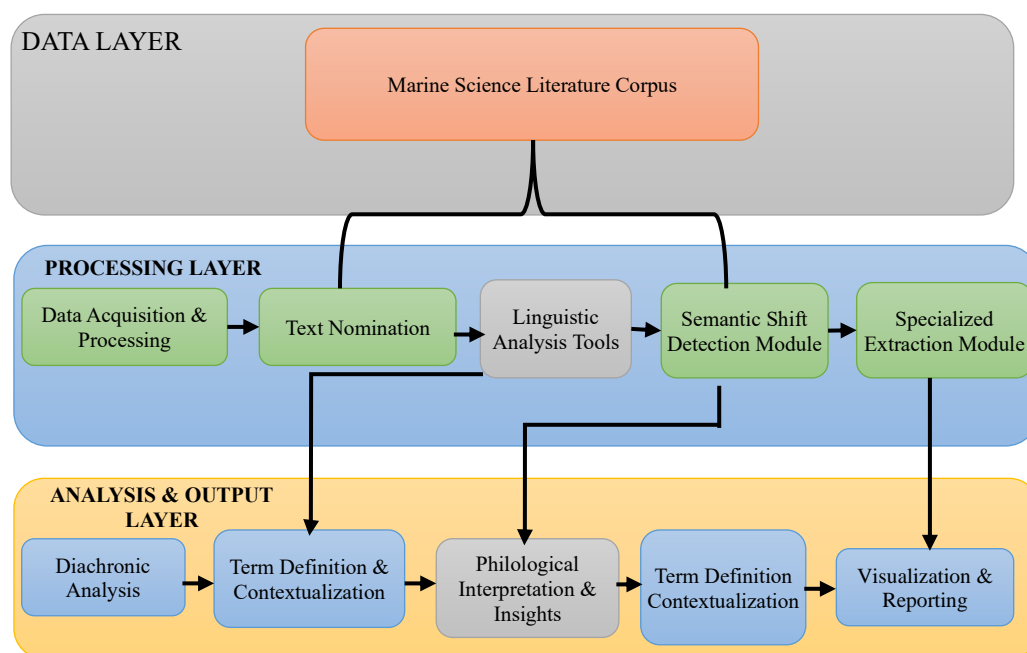 DATA LAYER
Marine Science Literature Corpus
PROCESSING LAYER
Data Acquisition &
Processing
Text Nomination
Linguistic
Analysis Tools
Semantic Shift
Detection Module
Specialized
Extraction Module
ANALYSIS & OUTPUT
LAYER
Diachronic
Analysis
Term Definition &
Contextualization
Philological
Interpretation &
Insights
Term Definition
Contextualization
Visualization &
Reporting